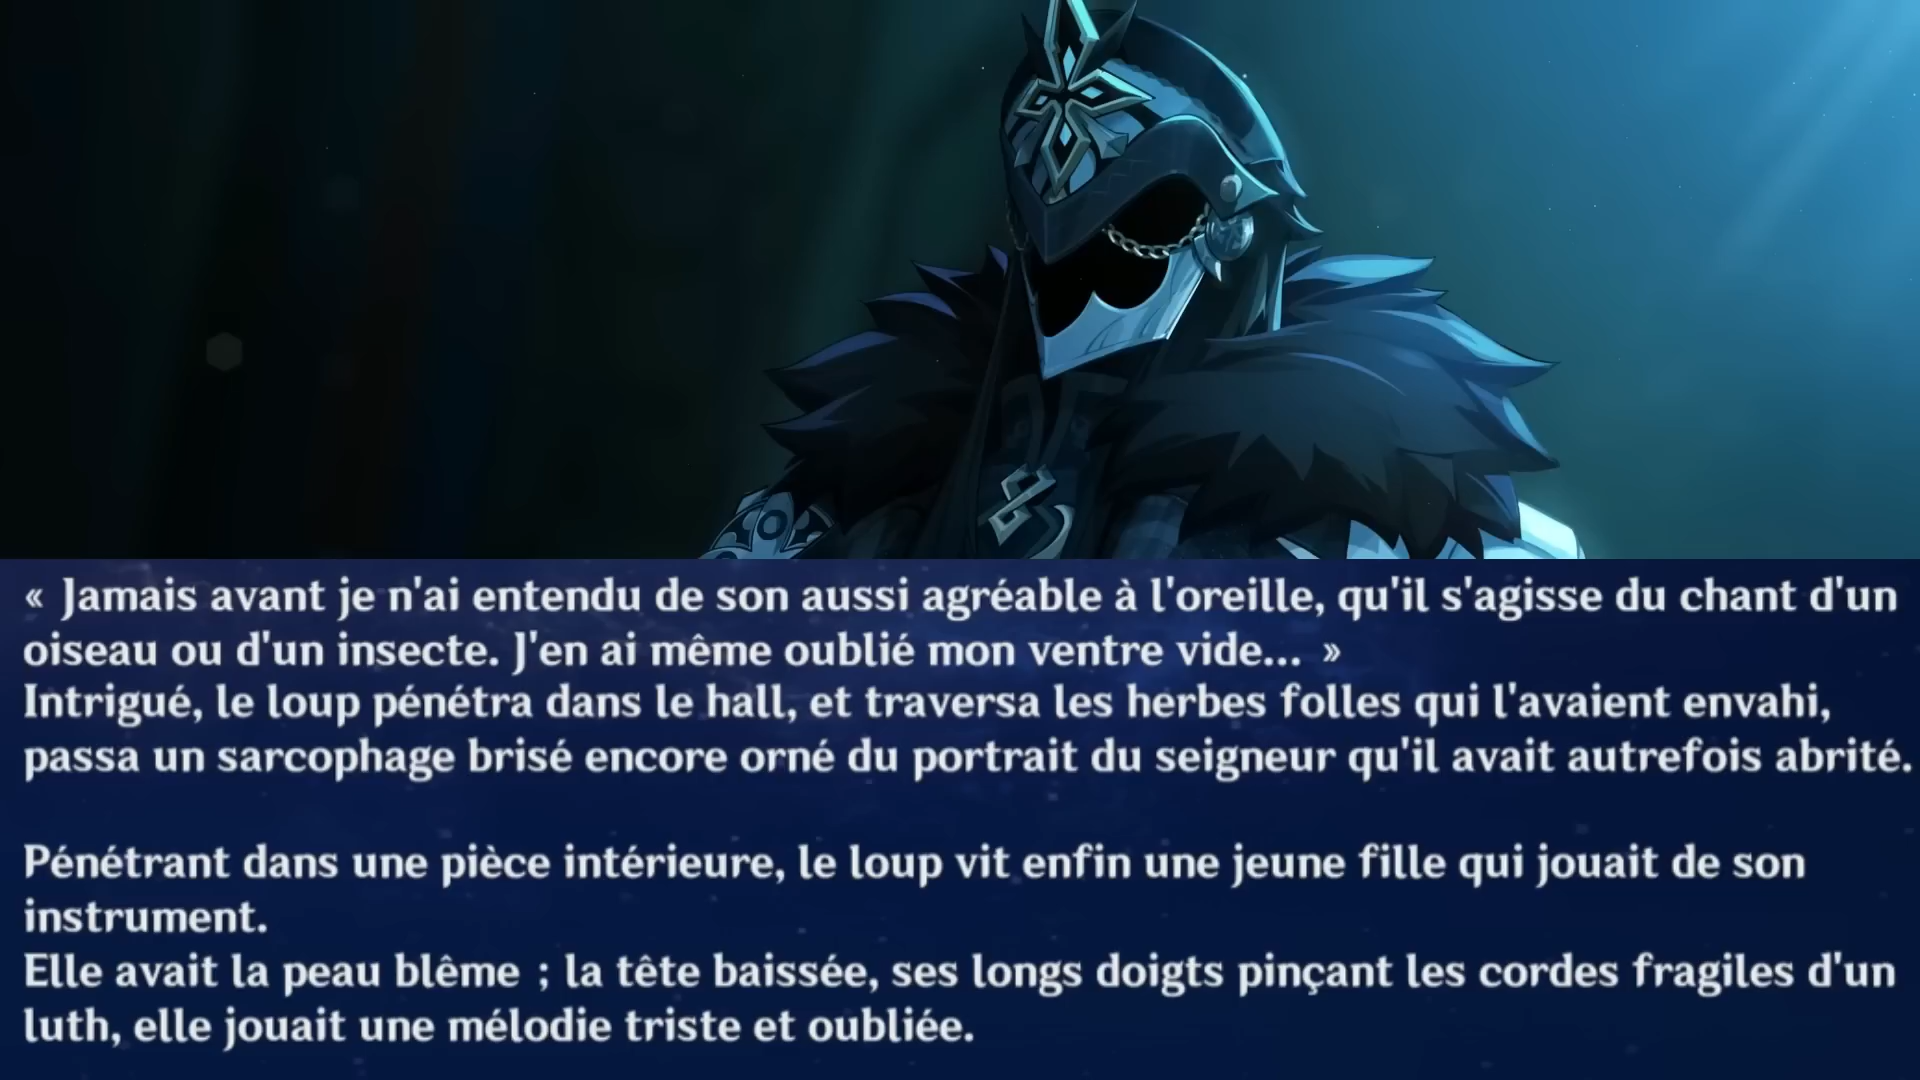 « Jamais avant je n'ai entendu de son aussi agréable à l'oreille, qu'il s'agisse du chant d'un
oiseau ou d'un insecte. J'en ai même oublié mon ventre vide... »
Intrigué, le loup pénétra dans le hall, et traversa les herbes folles qui l'avaient envahi,
passa un sarcophage brisé encore orné du portrait du seigneur qu'il avait autrefois abrité.
Pénétrant dans une pièce intérieure, le loup vit enfin une jeune fille qui jouait de son
instrument.
Elle avait la peau blême ; la tête baissée, ses longs doigts pinçant les cordes fragiles d'un
luth, elle jouait une mélodie triste et oubliée.